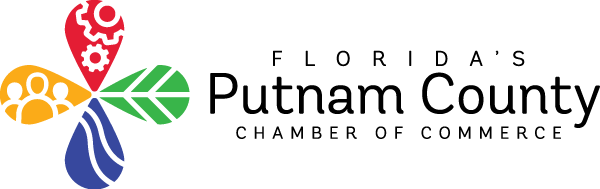 FLORIDA'S
Putnam County
CHAMBER OF COMMERCE